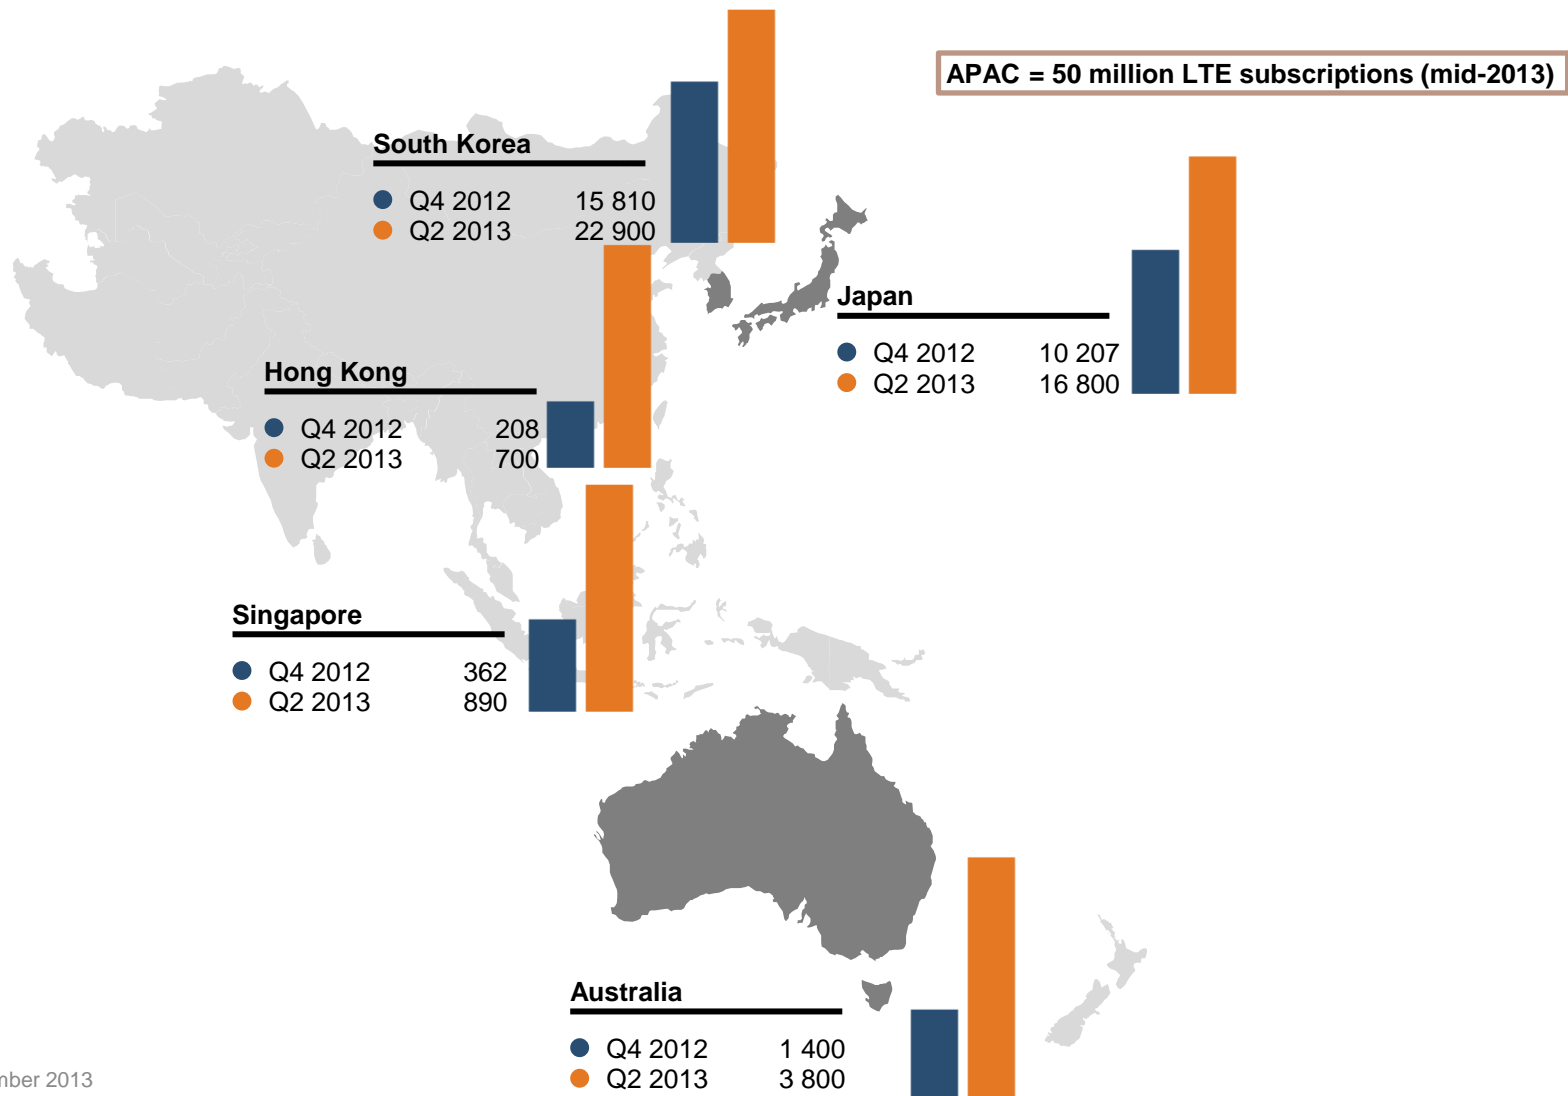 APAC = 50 million LTE subscriptions (mid-2013)
South Korea
Q4 2012 15 810
Q2 2013 22 900
Japan
Q4 2012 10 207
Q2 2013 16 800
Hong Kong
Q4 2012 208
Q2 2013 700
Singapore
Q4 2012 362
Q2 2013 890
Australia
Q4 2012 1 400
Q2 2013 3 800
2013